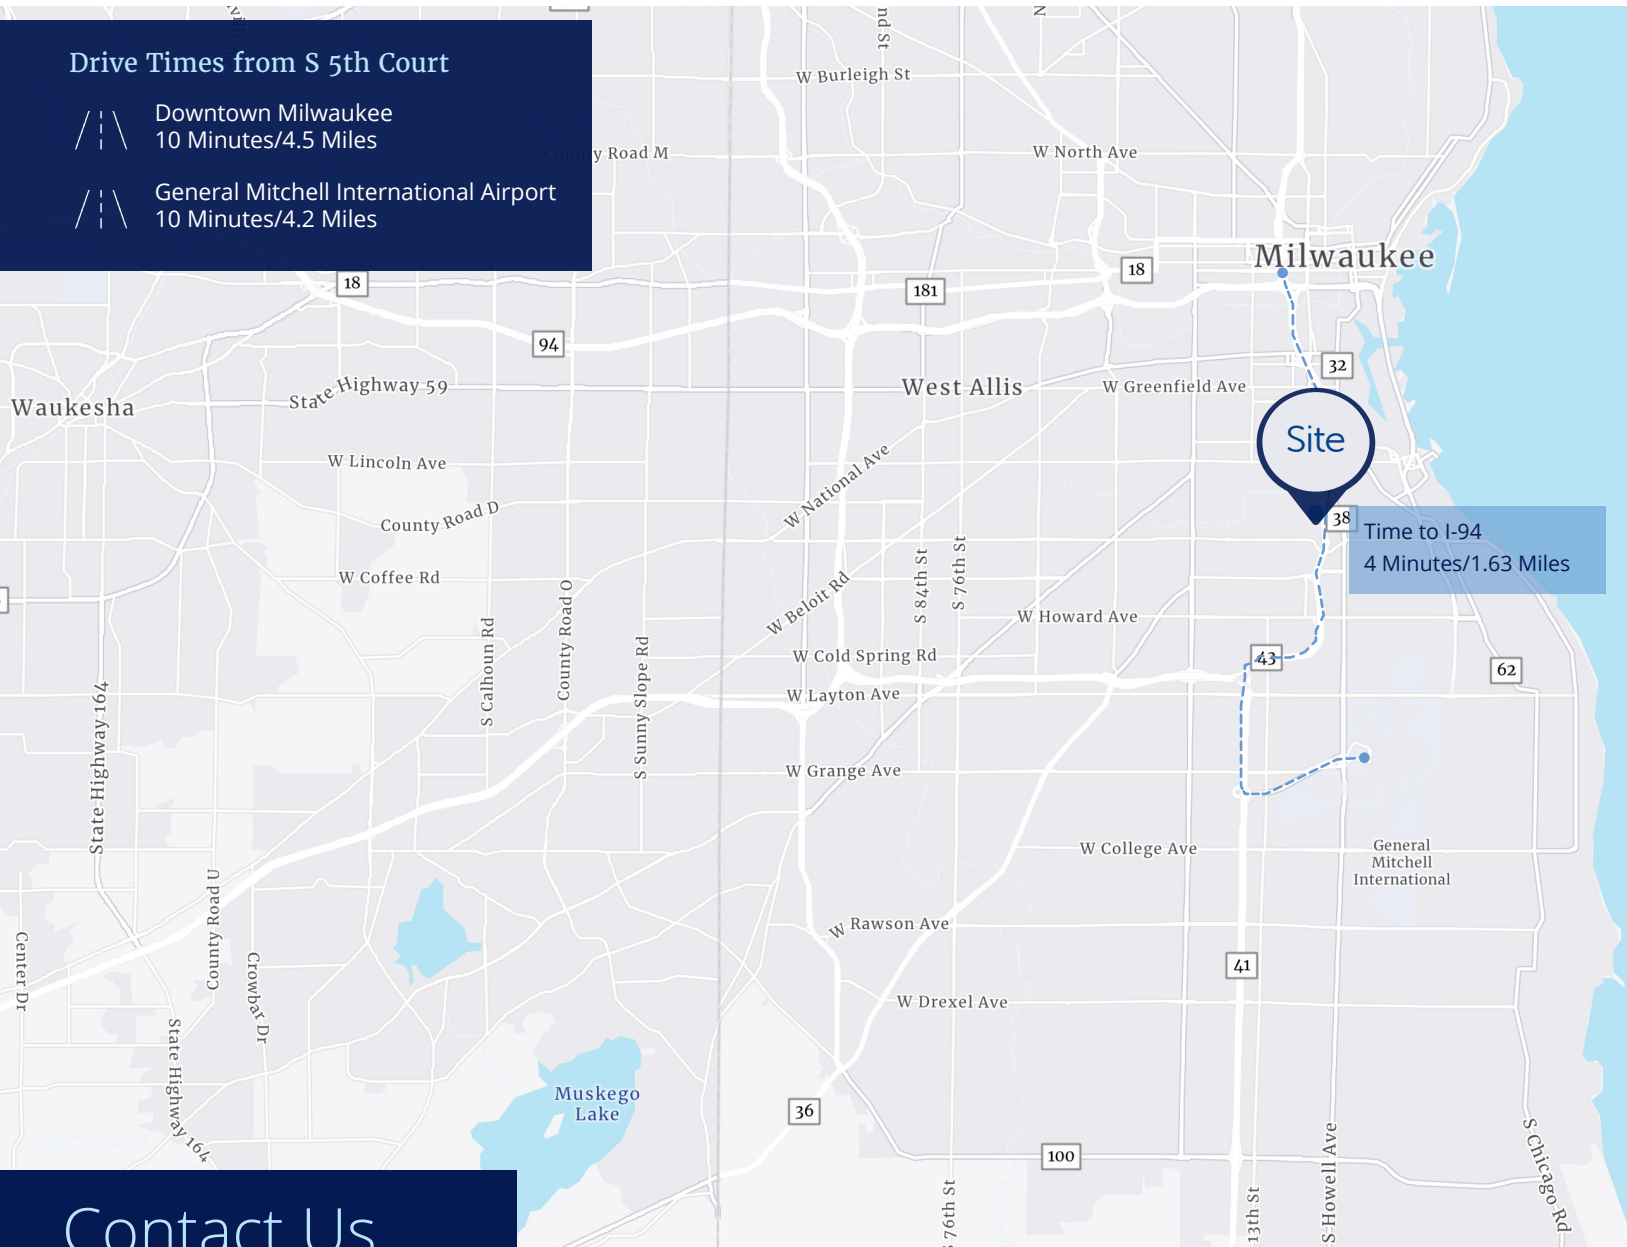 Drive Times from S 5th Court
Downtown Milwaukee
10 Minutes/4.5 Miles
General Mitchell International Airport
10 Minutes/4.2 Miles
nd St
N
W Burleigh St
County Road M
W North Ave
Milwaukee
18
18
181
94
32
State Highway 59
West Allis
W Greenfield Ave
Waukesha
Site
W Lincoln Ave
W National Ave
County Road D
38
Time to I-94
4 Minutes/1.63 Miles
W Coffee Rd
W Beloit Rd
S 84th St
S 76th St
W Howard Ave
County Road O
S Calhoun Rd
S Sunny Slope Rd
W Cold Spring Rd
43
62
W Layton Ave
State Highway 164
W Grange Ave
W College Ave
General
Mitchell
International
County Road U
W Rawson Ave
Center Dr
Crowbar Dr
41
W Drexel Ave
State Highway 164
Muskego
Lake
36
100
S Howell Ave
S Chicago Rd
S 76th St
13th St
Contact Us